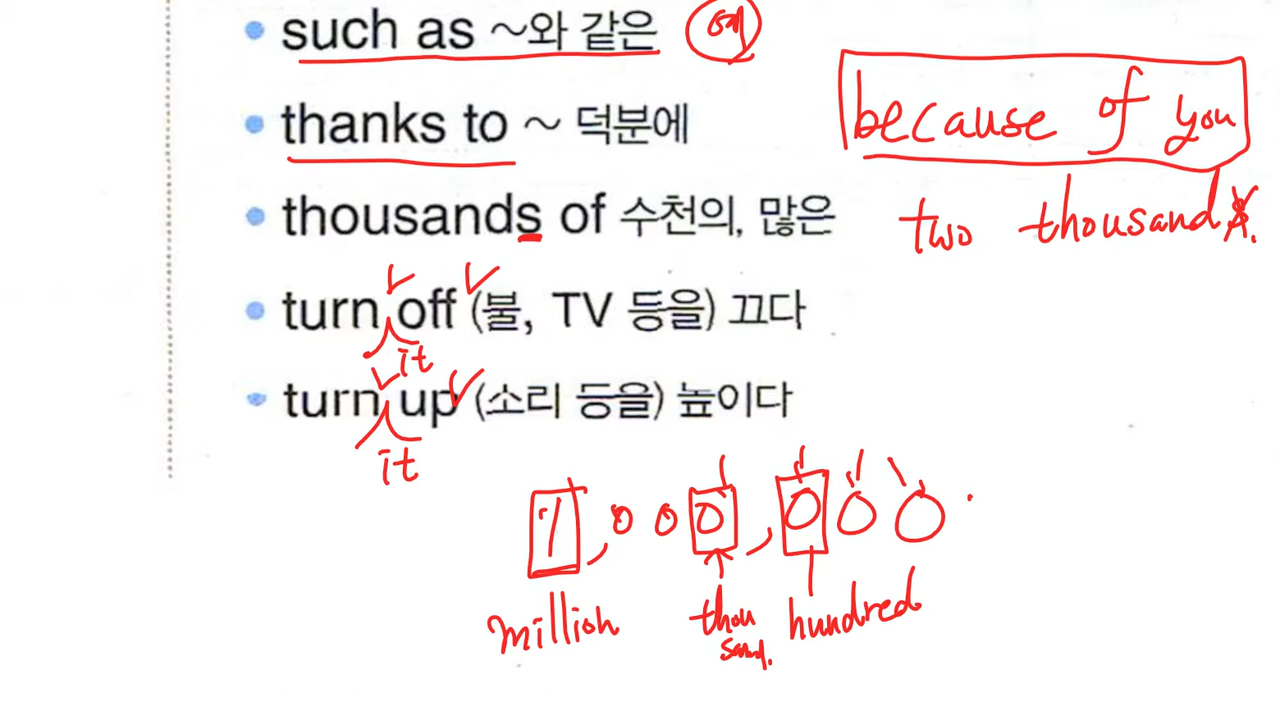 • such as ~와 같은 예
• thanks to ~ 덕분에
because of you
• thousands of 수천의, 많은
two thousands.
• turn off (불, TV 등을) 끄다
it
• turn up (소리 등을) 높이다
it
1,000,000.
million thousand. hundred